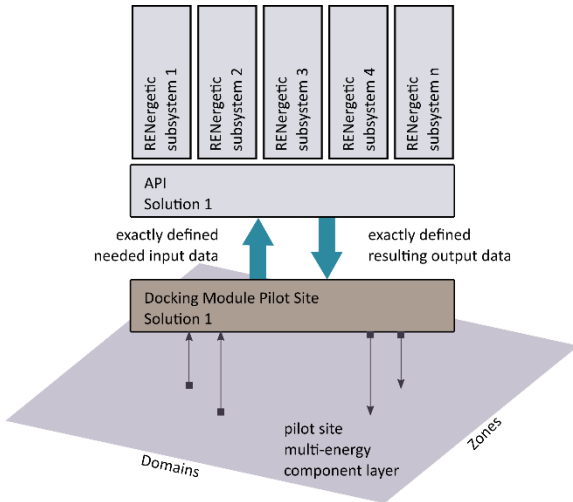 RENergetic
subsystem 1
RENergetic
subsystem 2
RENergetic
subsystem 3
RENergetic
subsystem 4
RENergetic
subsystem n
API
Solution 1
exactly defined
needed input data
exactly defined
resulting output data
Docking Module Pilot Site
Solution 1
pilot site
multi-energy
component layer
Domains
Zones